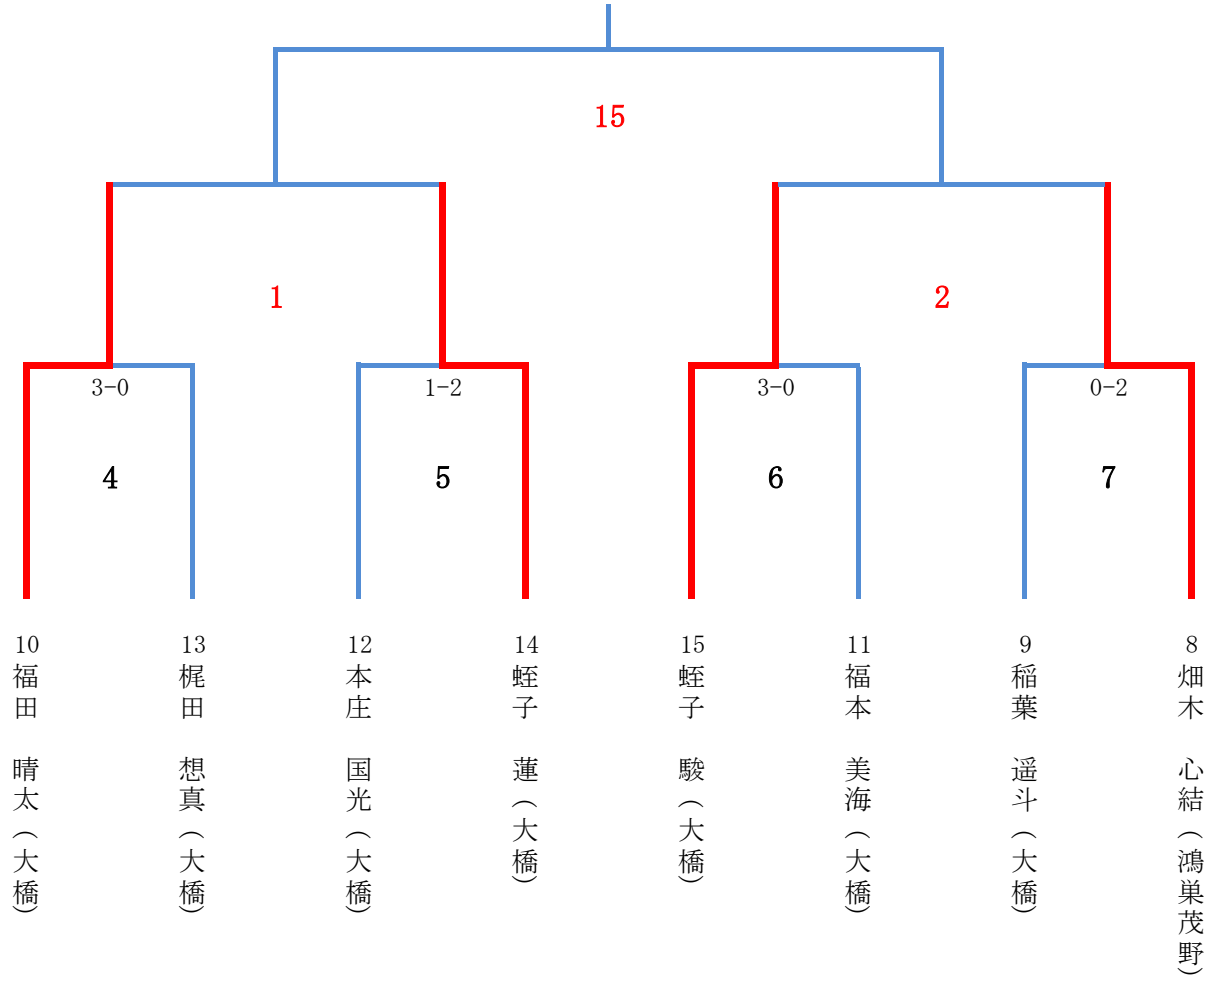 15
1
2
3-0
1-2
3-0
0-2
4
5
6
7
10
福田 晴太(大橋)
13
梶田 想真(大橋)
12
本庄 国光(大橋)
14
蛭子 蓮(大橋)
15
蛭子 駿(大橋)
11
福本 美海(大橋)
9
稲葉 遥斗(大橋)
8
畑木 心結(鴻巣茂野)